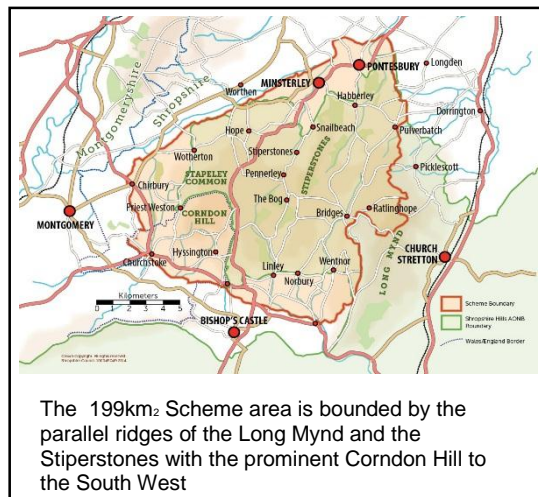 PONTESBURY
Longden
MINSTERLEY
Worthen
Habberley
Dorrington
Montgomeryshire
Shropshire
Hope
Snailbeach
Pulverbatch
Wotherton
Stiperstones
STIPERSTONES
Picklescott
Pennerley
Chirbury
STAPELEY
COMMON
The Bog
Priest Weston
CORNDON
HILL
Ratlinghope
MONTGOMERY
Bridges
LONG MYND
CHURCH
STRETTON
Hyssington
Churchstoke
Linley
Wentnor
Norbury
Kilometers
0 1 2 3 4 5
BISHOP'S CASTLE
Scheme Boundary
Shropshire Hills AONB
Boundary
Wales/England Border
The 199km₂ Scheme area is bounded by the
parallel ridges of the Long Mynd and the
Stiperstones with the prominent Corndon Hill to
the South West